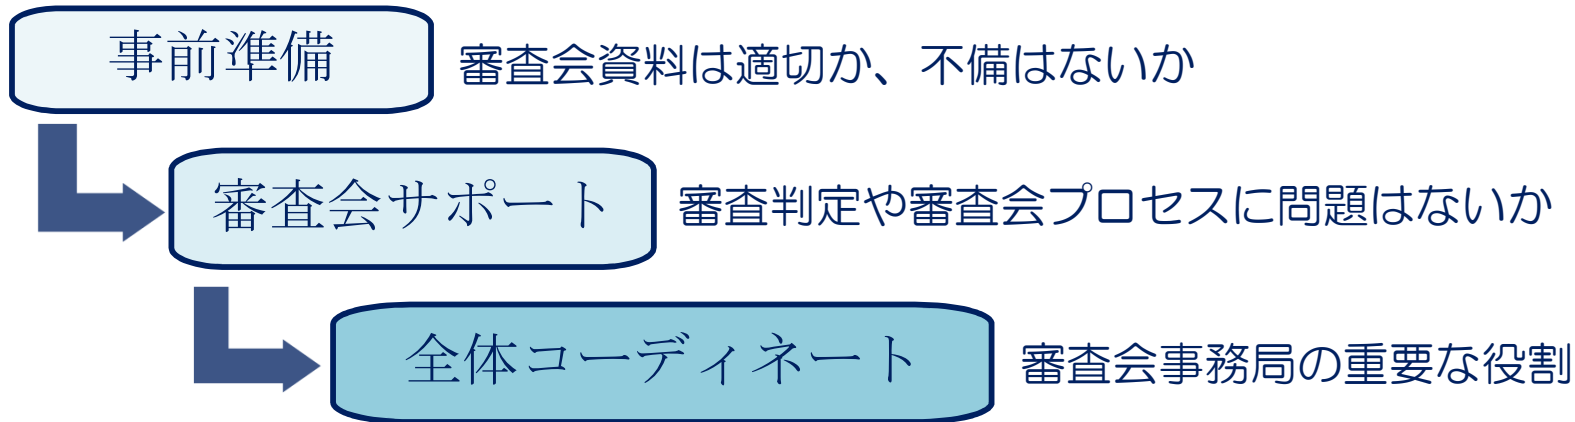 事前準備 審査会資料は適切か、不備はないか
審査会サポート 審査判定や審査会プロセスに問題はないか
全体コーディネート 審査会事務局の重要な役割